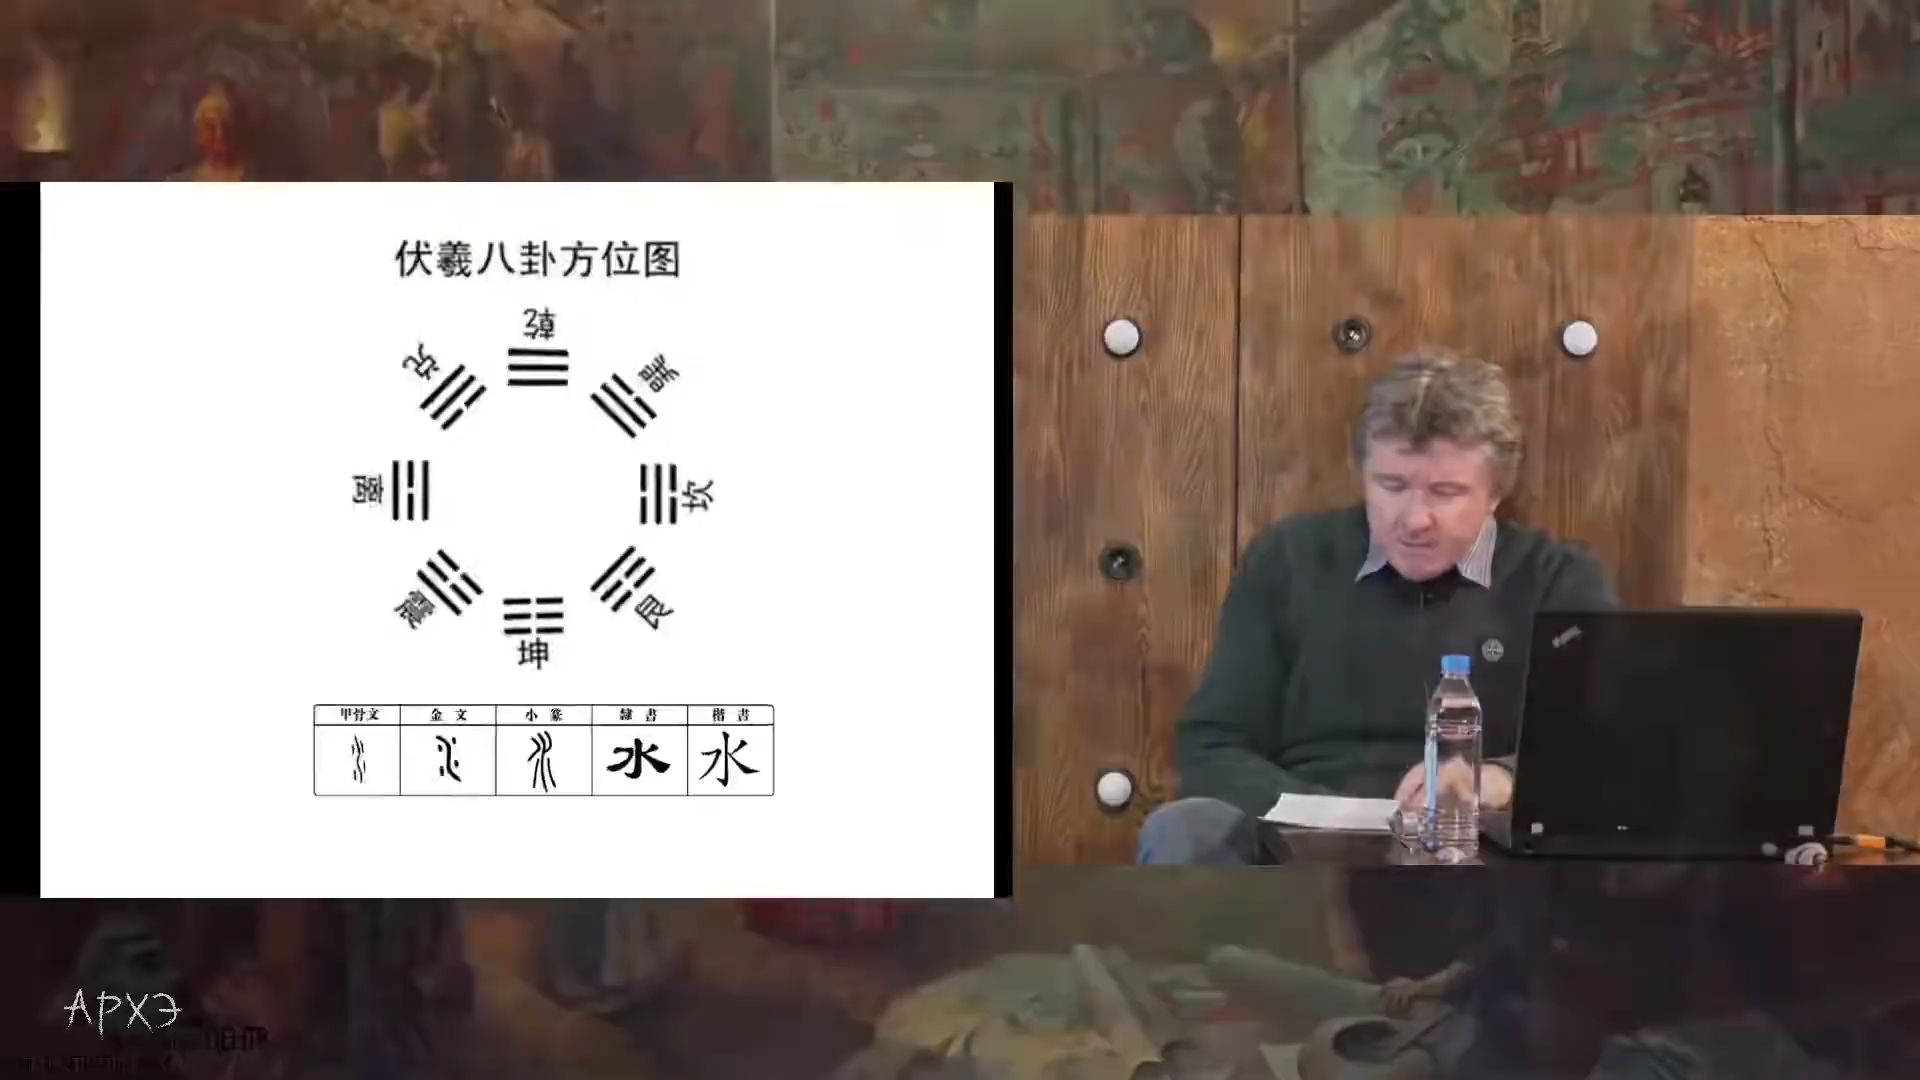 伏羲八卦方位图
乾
兑
巽
离
坎
震
艮
坤
甲骨文 金文 小篆 隸書 楷書
水 水
АРХЭ
ЦЕНТР